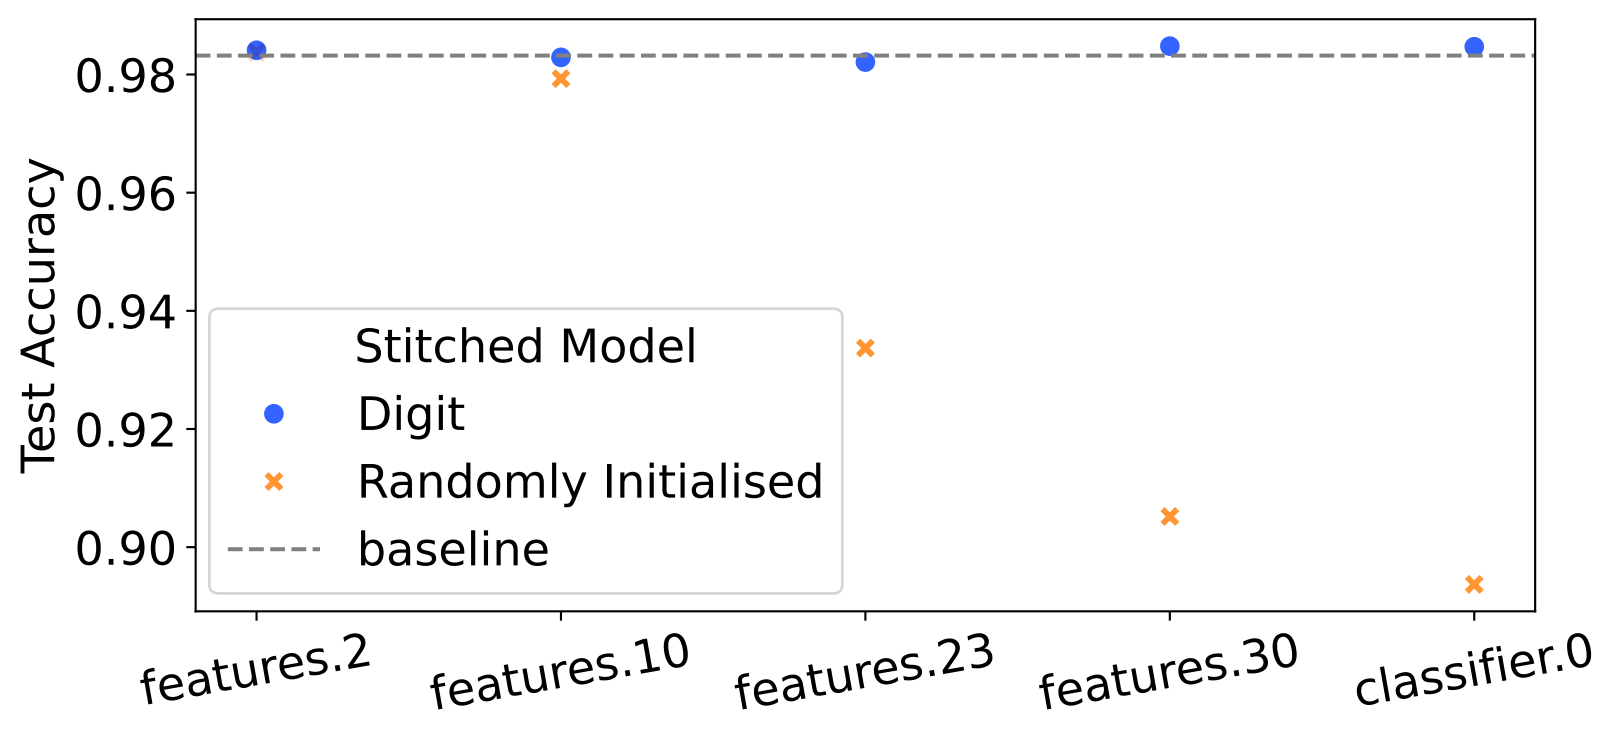 Test Accuracy
0.98
0.96
0.94
0.92
0.90
Stitched Model
Digit
Randomly Initialised
baseline
features.2
features.10
features.23
features.30
classifier.0